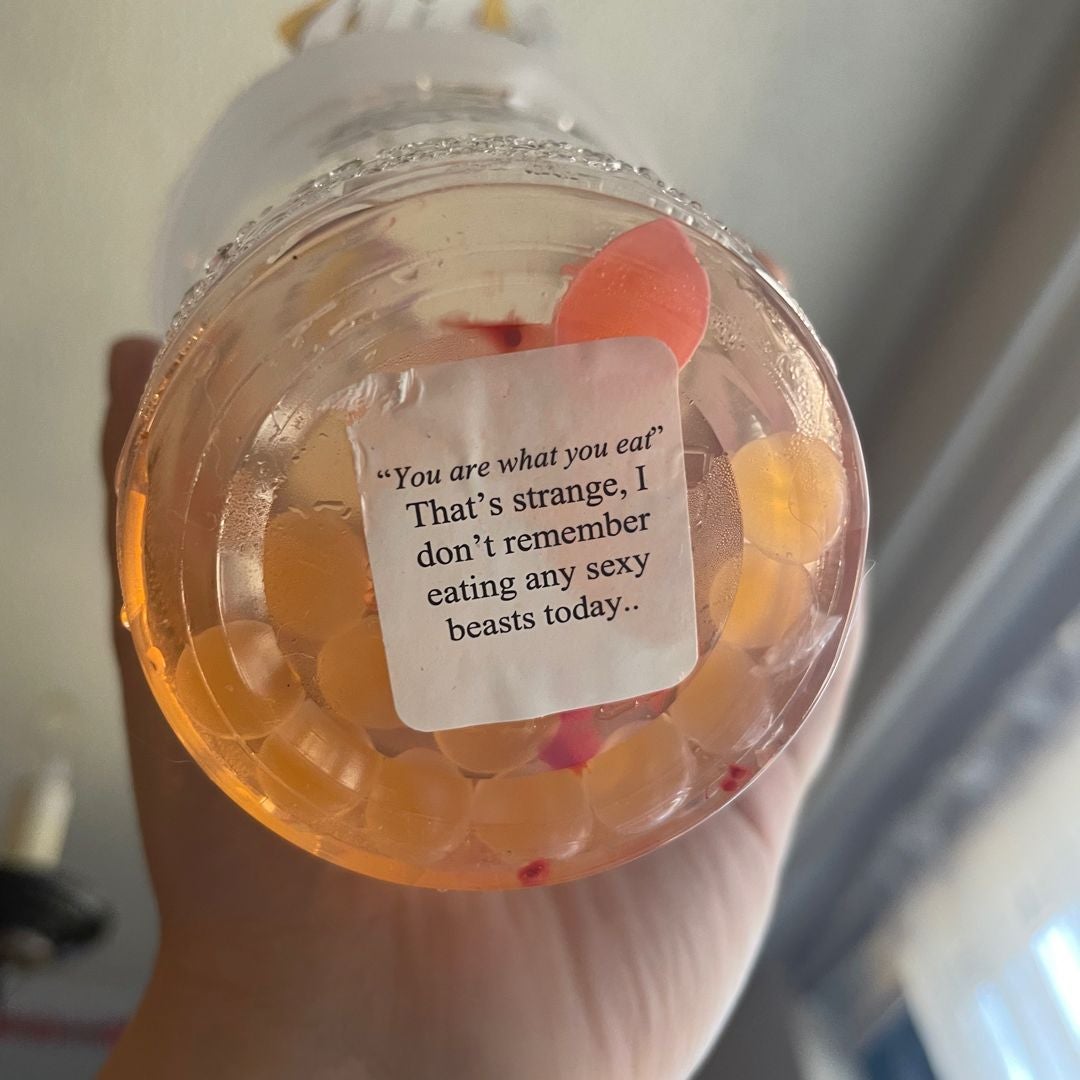 “You are what you eat”
That’s strange, I
don’t remember
eating any sexy
beasts today..